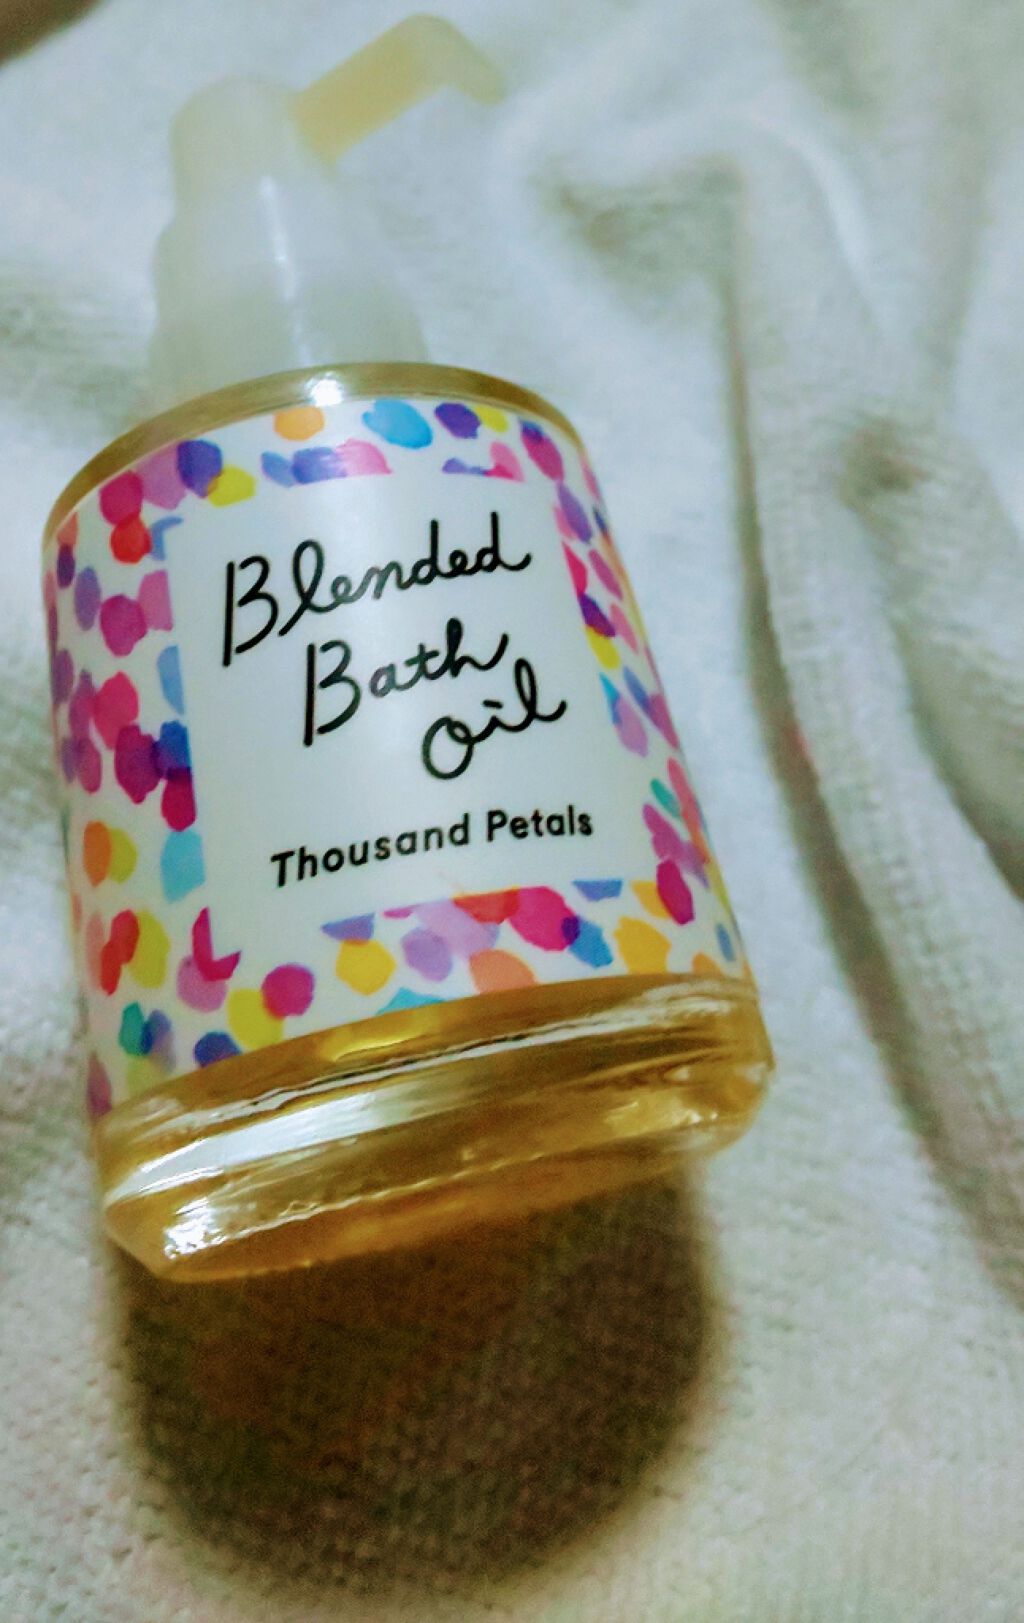 Blended
Bath
Oil
Thousand Petals